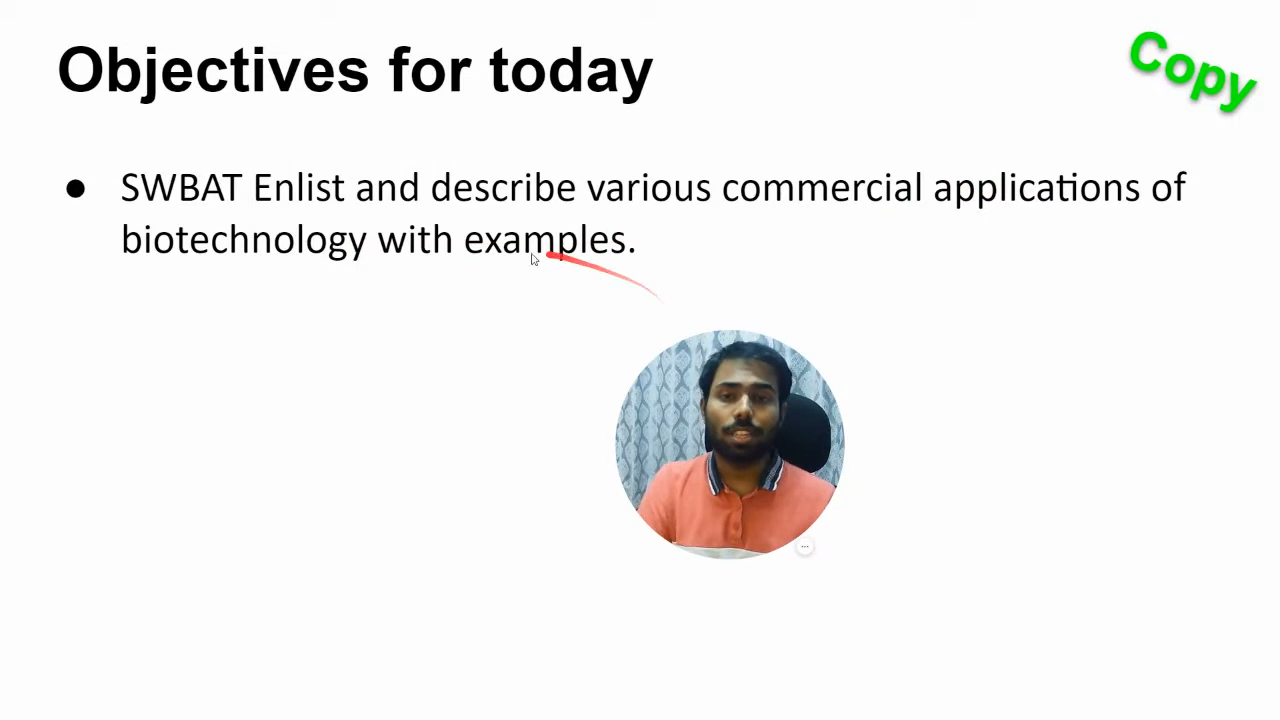 Objectives for today
Copy
● SWBAT Enlist and describe various commercial applications of
biotechnology with examples.